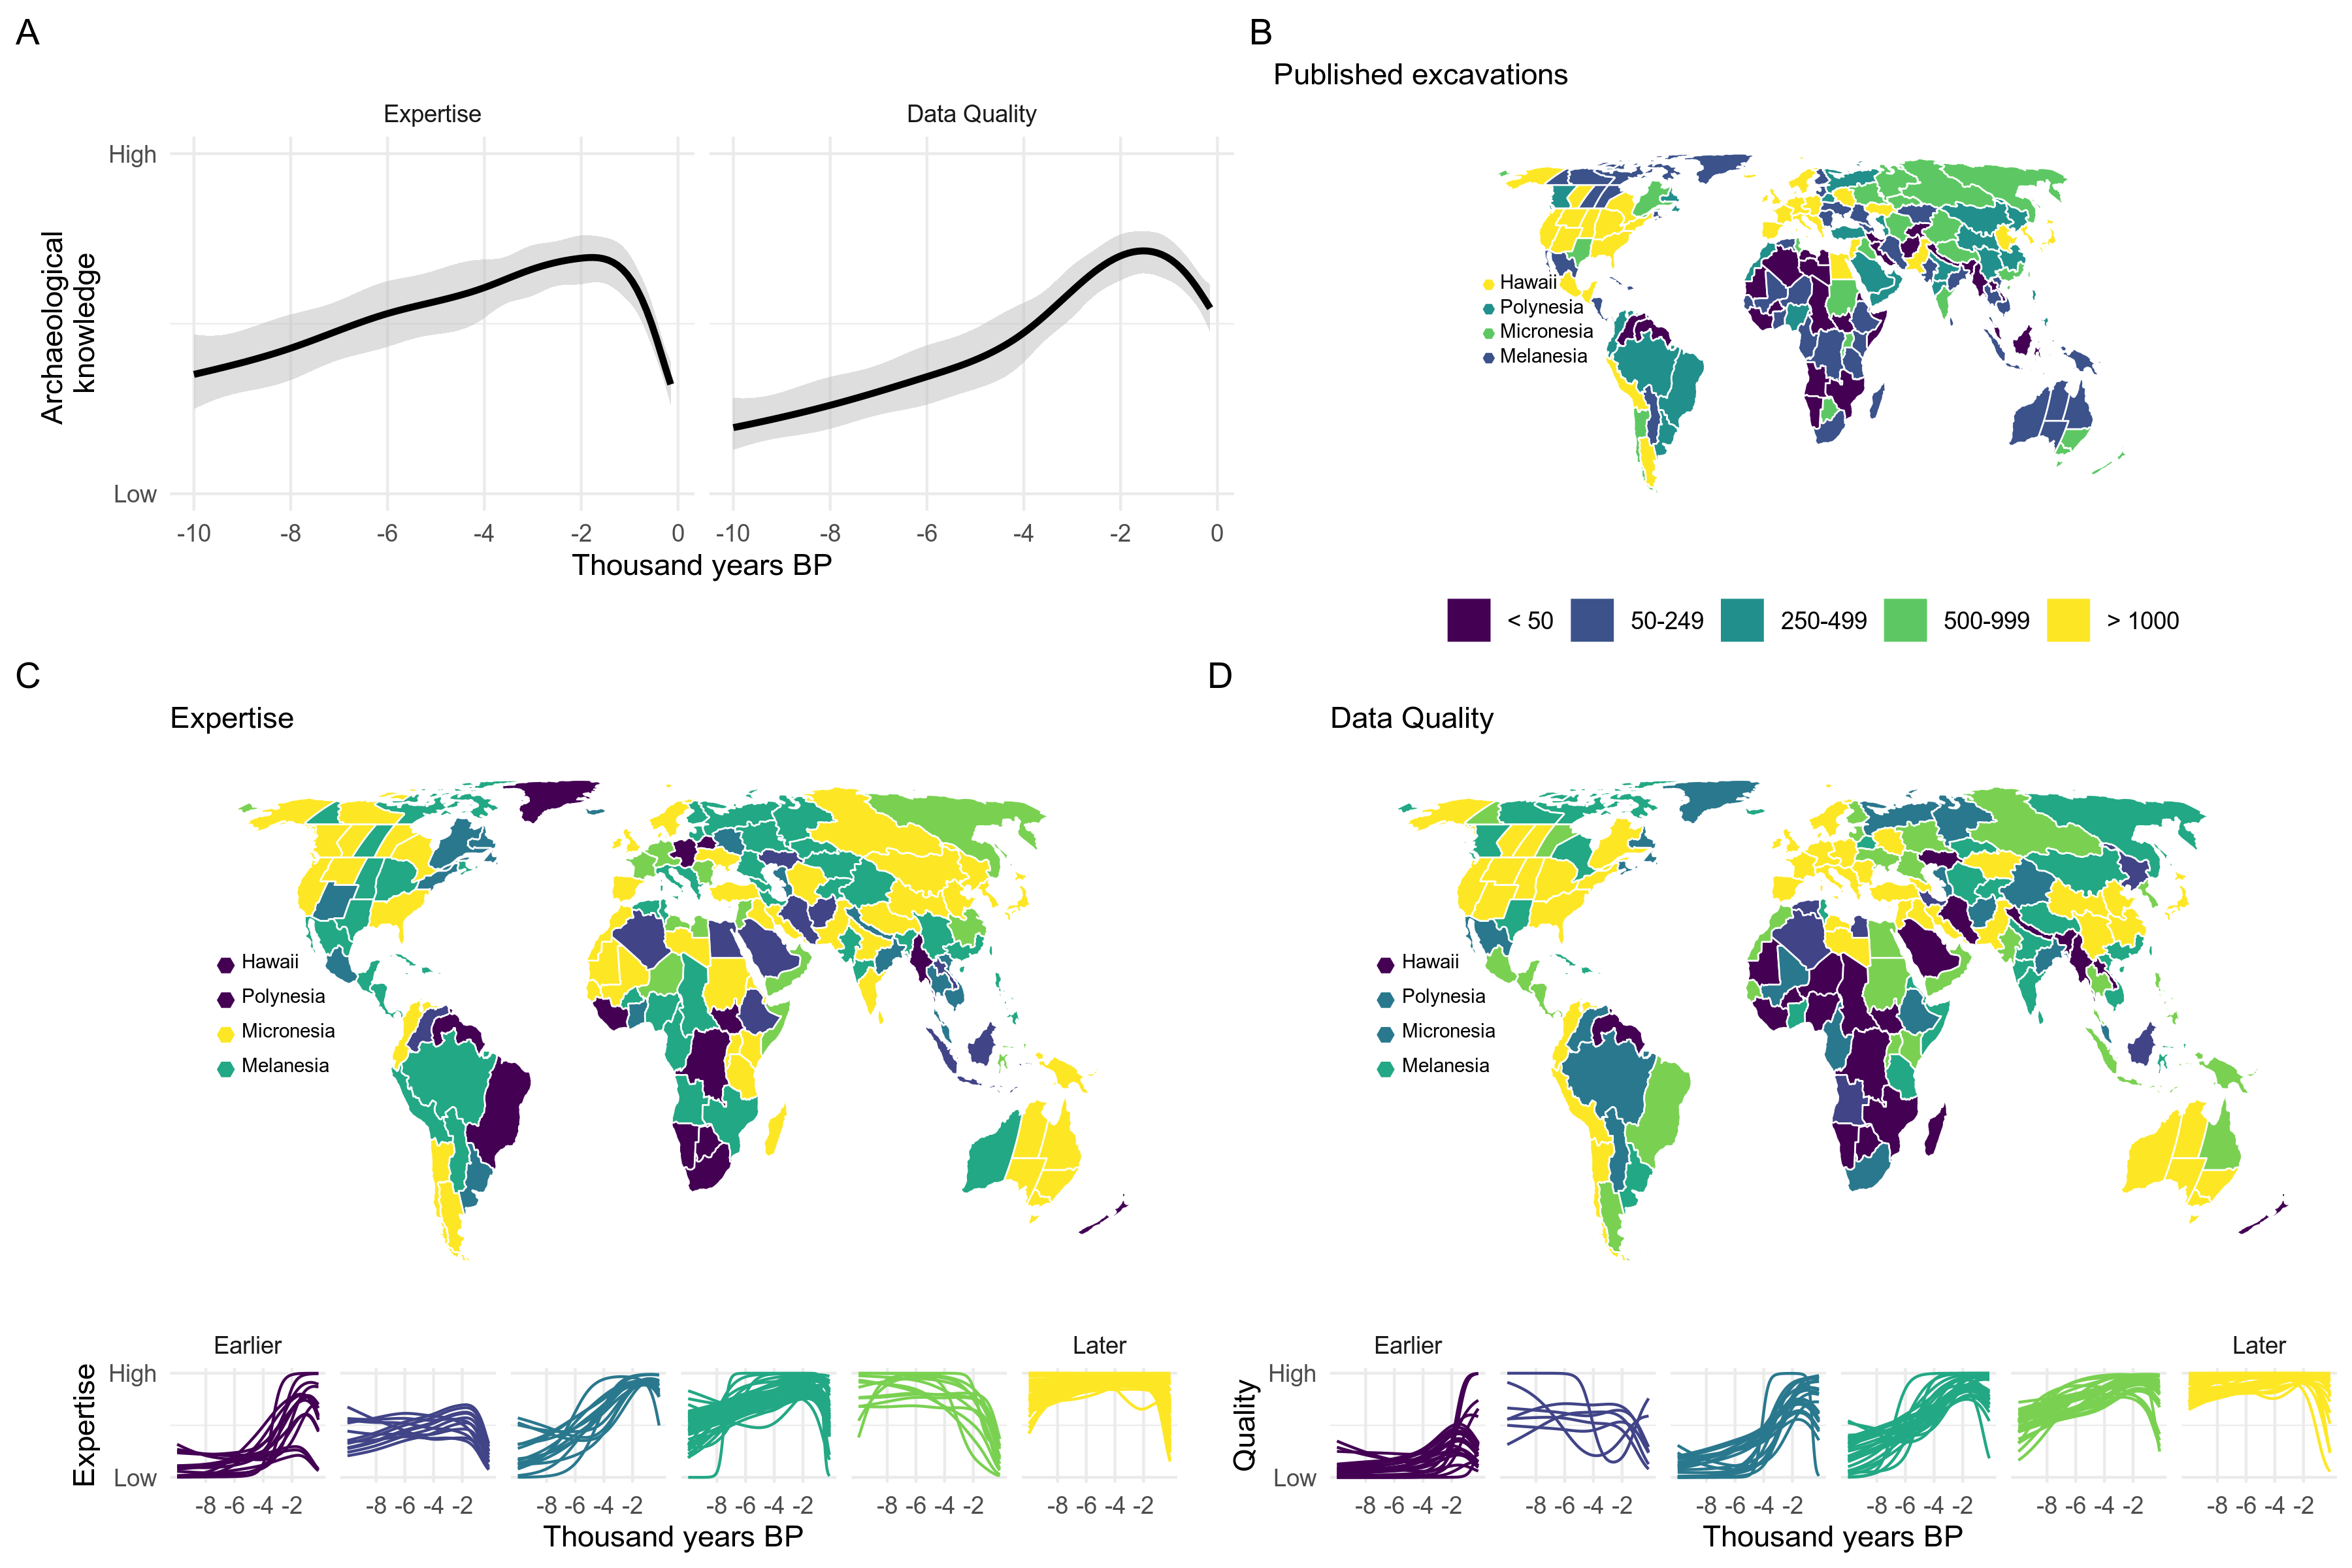 A
Expertise
Data Quality
High
Low
Archaeological
knowledge
-10 -8 -6 -4 -2 0
-10 -8 -6 -4 -2 0
Thousand years BP
B
Published excavations
Hawaii
Polynesia
Micronesia
Melanesia
< 50
50-249
250-499
500-999
> 1000
C
Expertise
Hawaii
Polynesia
Micronesia
Melanesia
Earlier
Later
High
Low
Expertise
-8 -6 -4 -2
-8 -6 -4 -2
-8 -6 -4 -2
-8 -6 -4 -2
-8 -6 -4 -2
-8 -6 -4 -2
Thousand years BP
D
Data Quality
Hawaii
Polynesia
Micronesia
Melanesia
Earlier
Later
High
Low
Quality
-8 -6 -4 -2
-8 -6 -4 -2
-8 -6 -4 -2
-8 -6 -4 -2
-8 -6 -4 -2
-8 -6 -4 -2
Thousand years BP